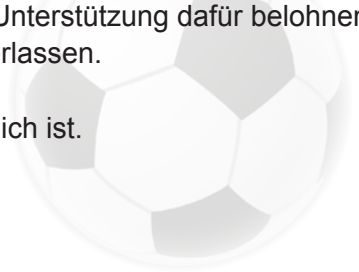 Unterstützung dafür belohnen
rlassen.
ich ist.